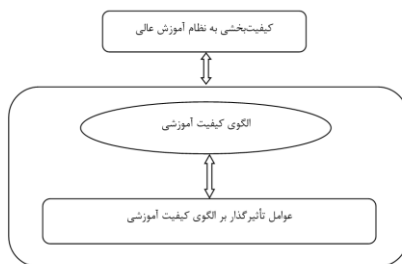 کیفیت‌بخشی به نظام آموزش عالی
الگوی کیفیت آموزشی
عوامل تأثیرگذار بر الگوی کیفیت آموزشی